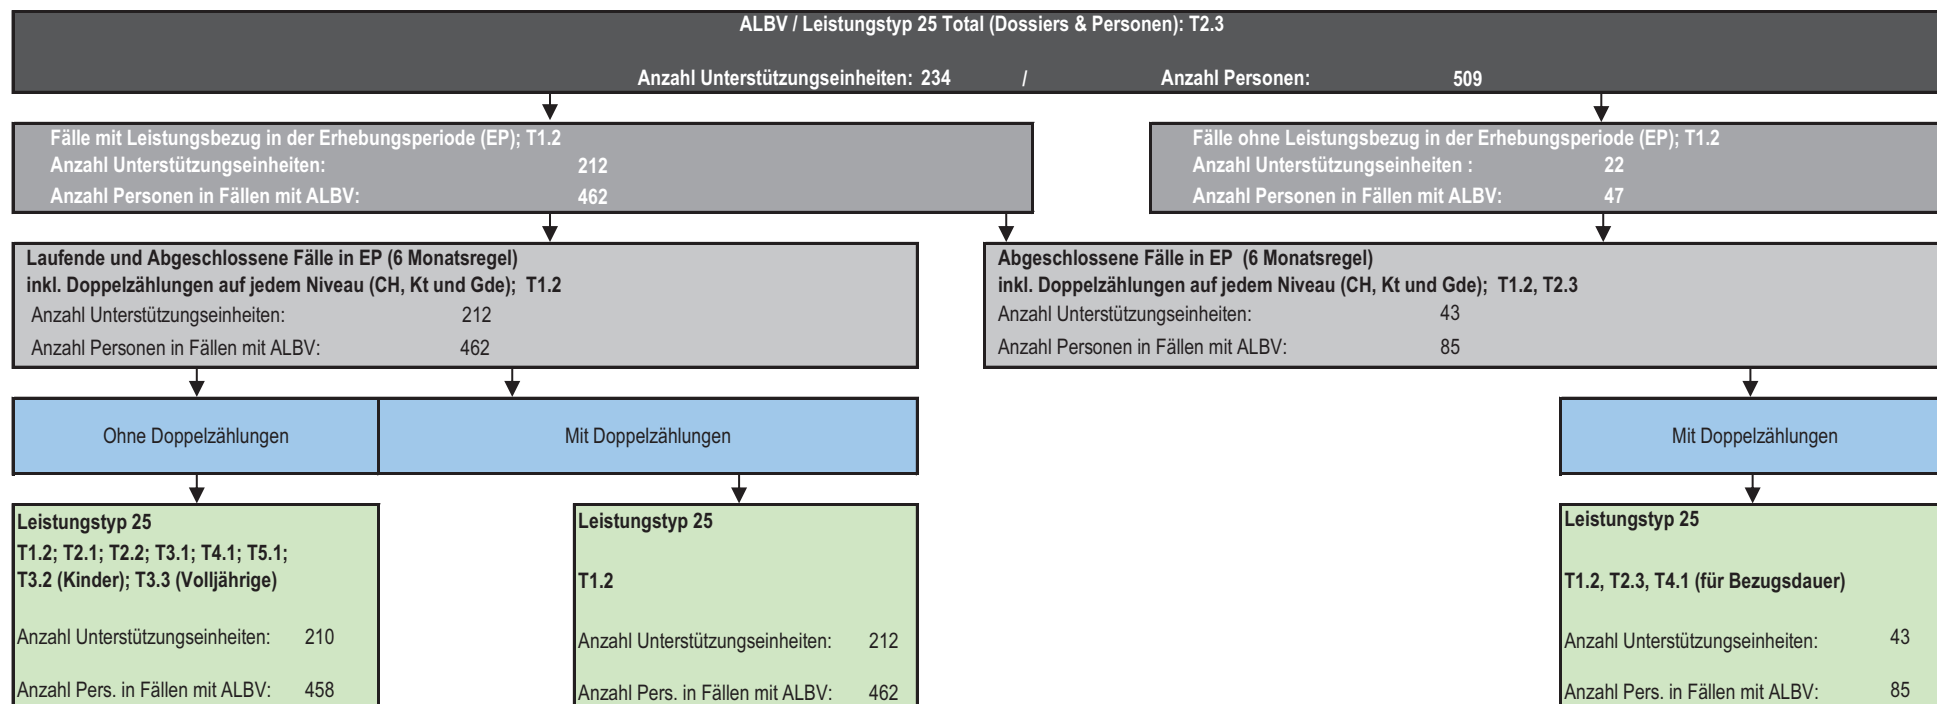 ALBV / Leistungstyp 25 Total (Dossiers & Personen): T2.3
Anzahl Unterstützungseinheiten: 234 / Anzahl Personen: 509
Fälle mit Leistungsbezug in der Erhebungsperiode (EP); T1.2
Anzahl Unterstützungseinheiten: 212
Anzahl Personen in Fällen mit ALBV: 462
Fälle ohne Leistungsbezug in der Erhebungsperiode (EP); T1.2
Anzahl Unterstützungseinheiten : 22
Anzahl Personen in Fällen mit ALBV: 47
Laufende und Abgeschlossene Fälle in EP (6 Monatsregel)
inkl. Doppelzählungen auf jedem Niveau (CH, Kt und Gde); T1.2
Anzahl Unterstützungseinheiten: 212
Anzahl Personen in Fällen mit ALBV: 462
Abgeschlossene Fälle in EP (6 Monatsregel)
inkl. Doppelzählungen auf jedem Niveau (CH, Kt und Gde); T1.2, T2.3
Anzahl Unterstützungseinheiten: 43
Anzahl Personen in Fällen mit ALBV: 85
Ohne Doppelzählungen
Mit Doppelzählungen
Mit Doppelzählungen
Leistungstyp 25
T1.2; T2.1; T2.2; T3.1; T4.1; T5.1;
T3.2 (Kinder); T3.3 (Volljährige)
Anzahl Unterstützungseinheiten: 210
Anzahl Pers. in Fällen mit ALBV: 458
Leistungstyp 25
T1.2
Anzahl Unterstützungseinheiten: 212
Anzahl Pers. in Fällen mit ALBV: 462
Leistungstyp 25
T1.2, T2.3, T4.1 (für Bezugsdauer)
Anzahl Unterstützungseinheiten: 43
Anzahl Pers. in Fällen mit ALBV: 85